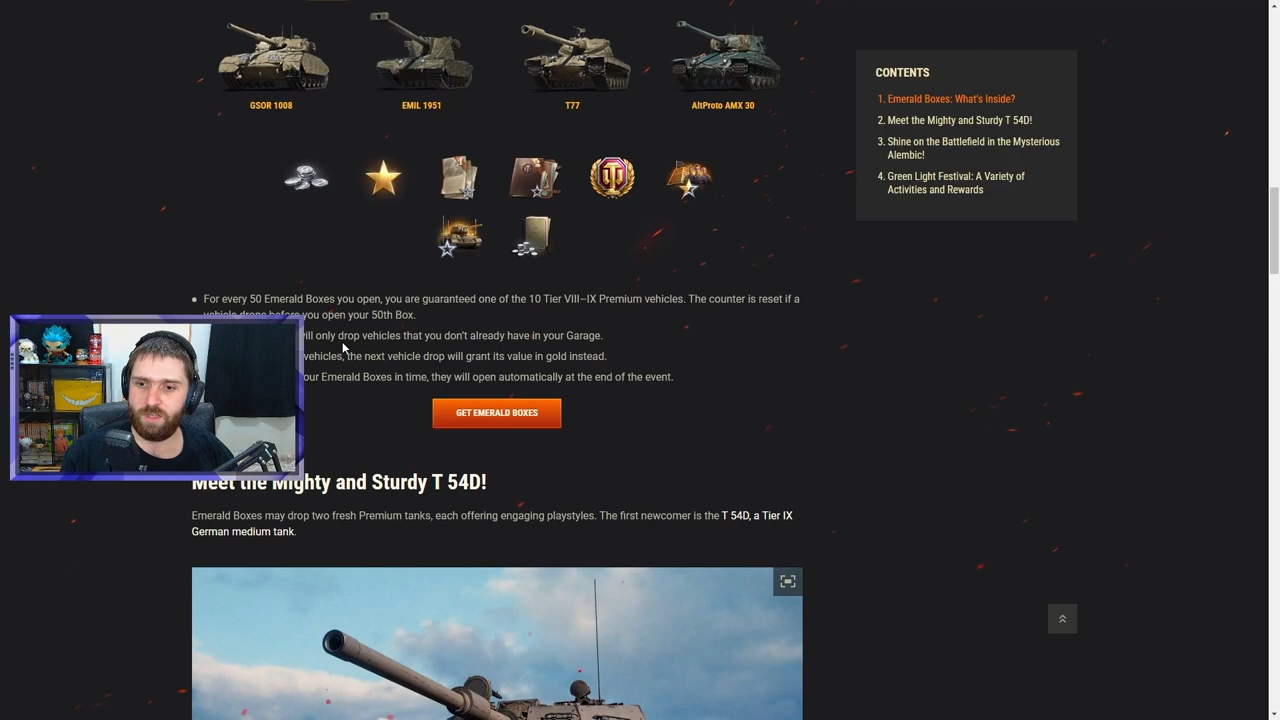 GSOR 1008
EMIL 1951
T77
AltProto AMX 30
CONTENTS
1. Emerald Boxes: What's Inside?
2. Meet the Mighty and Sturdy T 54D!
3. Shine on the Battlefield in the Mysterious
Alembic!
4. Green Light Festival: A Variety of
Activities and Rewards
For every 50 Emerald Boxes you open, you are guaranteed one of the 10 Tier VIII–IX Premium vehicles. The counter is reset if a
before you open your 50th Box.
will only drop vehicles that you don't already have in your Garage.
vehicles, the next vehicle drop will grant its value in gold instead.
our Emerald Boxes in time, they will open automatically at the end of the event.
GET EMERALD BOXES
Meet the Mighty and Sturdy T 54D!
Emerald Boxes may drop two fresh Premium tanks, each offering engaging playstyles. The first newcomer is the T 54D, a Tier IX
German medium tank.